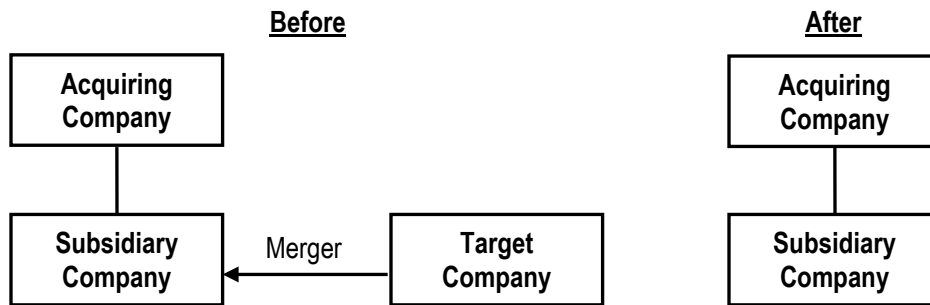 Before
After
Acquiring
Company
Acquiring
Company
Subsidiary
Company
Merger
Target
Company
Subsidiary
Company